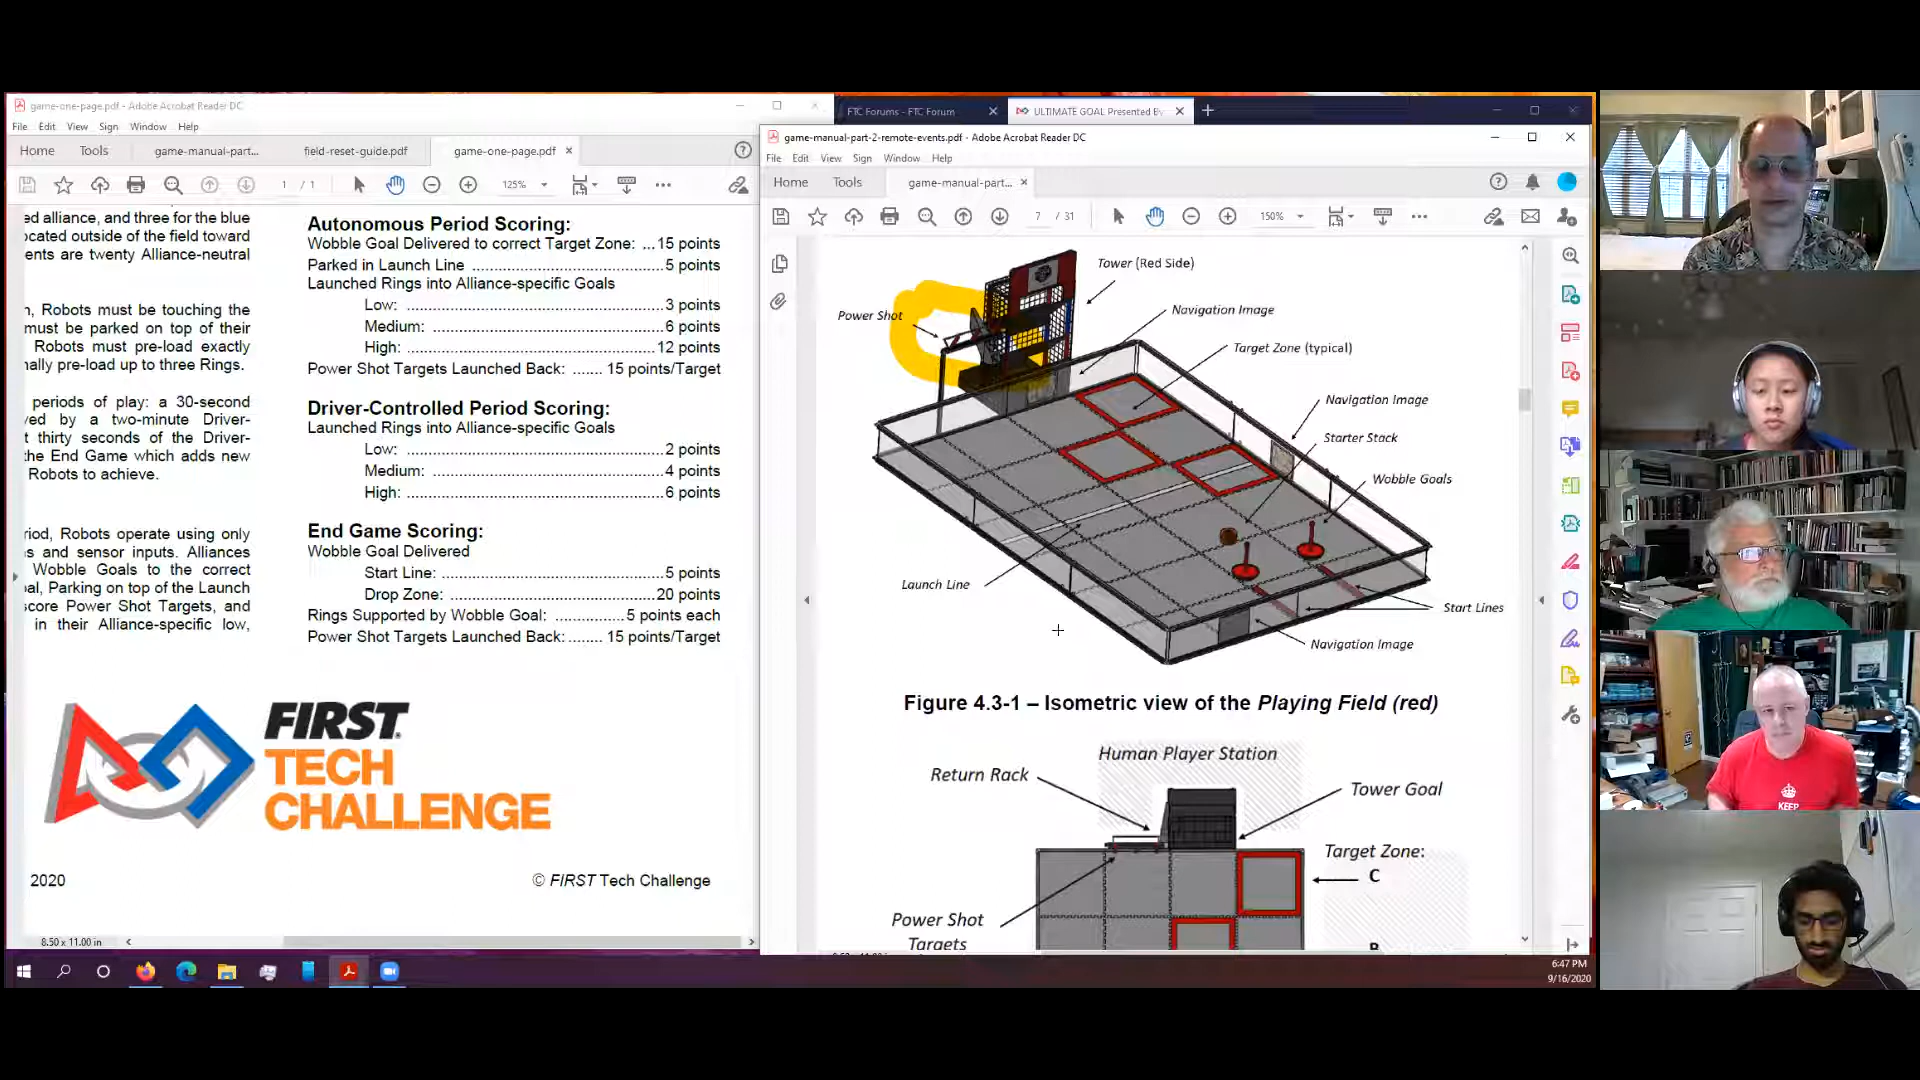 game-one-page.pdf - Adobe Acrobat Reader DC
File Edit View Sign Window Help
Home Tools game-manual-part... field-reset-guide.pdf game-one-page.pdf
1 / 1 125%
ed alliance, and three for the blue
ocated outside of the field toward
ents are twenty Alliance-neutral
n, Robots must be touching the
must be parked on top of their
Robots must pre-load exactly
nally pre-load up to three Rings.
periods of play: a 30-second
ved by a two-minute Driver-
t thirty seconds of the Driver-
the End Game which adds new
Robots to achieve.
riod, Robots operate using only
s and sensor inputs. Alliances
Wobble Goals to the correct
al, Parking on top of the Launch
score Power Shot Targets, and
in their Alliance-specific low,
Autonomous Period Scoring:
Wobble Goal Delivered to correct Target Zone: ...15 points
Parked in Launch Line ....................................5 points
Launched Rings into Alliance-specific Goals
Low: ..................................................3 points
Medium: ..............................................6 points
High: .................................................12 points
Power Shot Targets Launched Back: ....... 15 points/Target
Driver-Controlled Period Scoring:
Launched Rings into Alliance-specific Goals
Low: ..................................................2 points
Medium: ..............................................4 points
High: ..................................................6 points
End Game Scoring:
Wobble Goal Delivered
Start Line: ...........................................5 points
Drop Zone: .........................................20 points
Rings Supported by Wobble Goal: ..............5 points each
Power Shot Targets Launched Back: ....... 15 points/Target
FIRST
TECH
CHALLENGE
2020
© FIRST Tech Challenge
8.50 x 11.00 in
FTC Forums - FTC Forum
ULTIMATE GOAL Presented By
game-manual-part-2-remote-events.pdf - Adobe Acrobat Reader DC
File Edit View Sign Window Help
Home Tools game-manual-part...
7 / 31 150%
Tower (Red Side)
Power Shot
Navigation Image
Target Zone (typical)
Navigation Image
Starter Stack
Wobble Goals
Launch Line
Start Lines
Navigation Image
Figure 4.3-1 – Isometric view of the Playing Field (red)
Human Player Station
Return Rack
Tower Goal
Target Zone:
C
Power Shot
Targets
B
6:47 PM
9/16/2020
KEEP